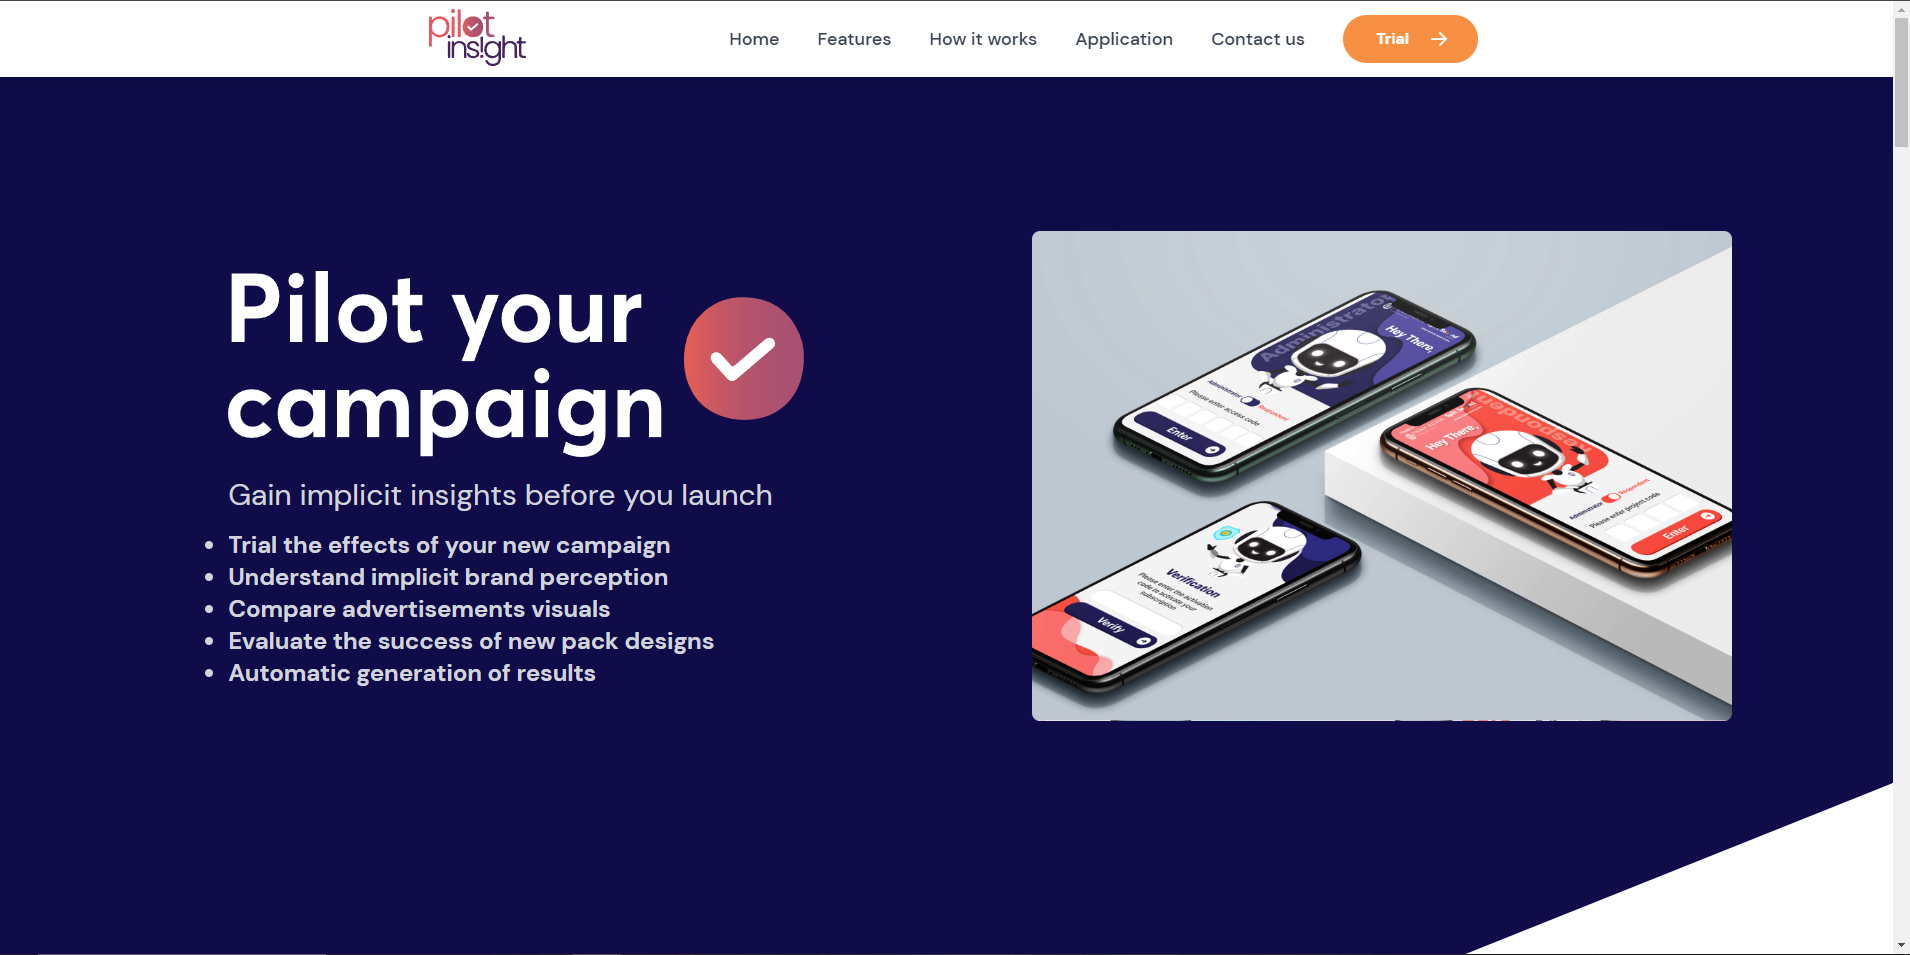 pilot
ins!ght
Home
Features
How it works
Application
Contact us
Trial
Pilot your
campaign
Gain implicit insights before you launch
Trial the effects of your new campaign
Understand implicit brand perception
Compare advertisements visuals
Evaluate the success of new pack designs
Automatic generation of results
Administrator
Hey There,
Administrator
Respondent
Please enter access code
Enter
Respondent
Hey There,
Administrator
Respondent
Please enter project code
Enter
Verification
Please enter the activation
code to activate your
subscription
Verify